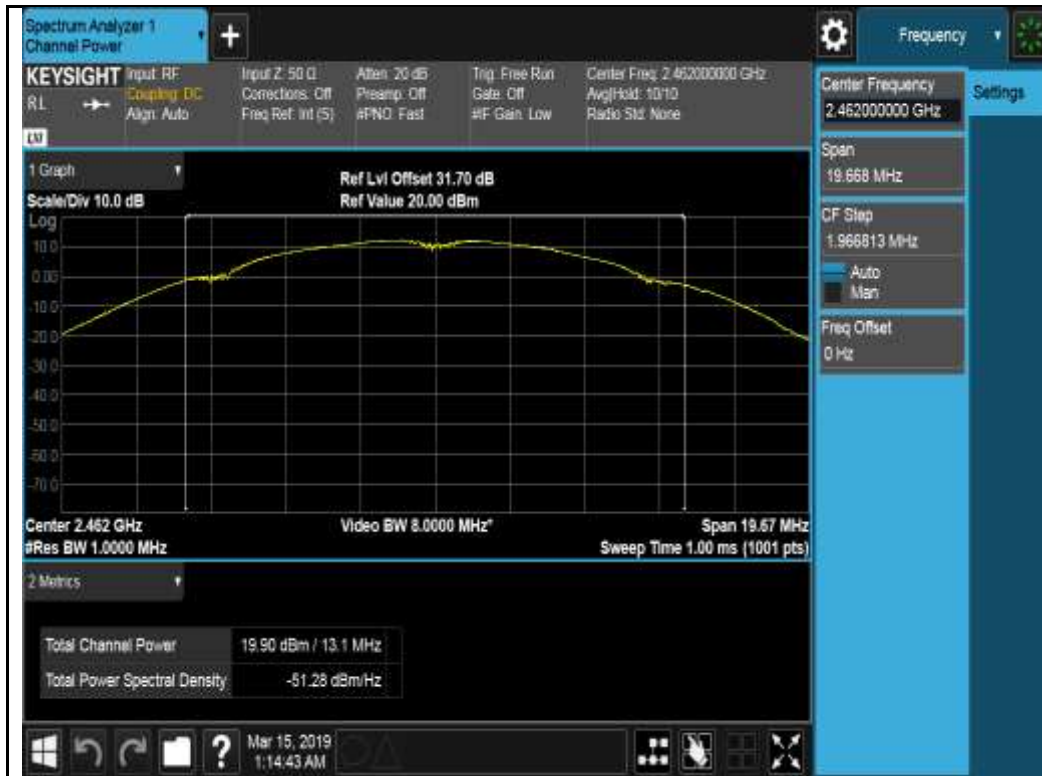 Spectrum Analyzer 1
Channel Power
+
Frequency
KEYSIGHT
RL
Input: RF
Coupling: DC
Align: Auto
Input Z: 50 Ω
Corrections: Off
Freq Ref: Int (S)
Atten: 20 dB
Preamp: Off
#PNO: Fast
Trig: Free Run
Gate: Off
#IF Gain: Low
Center Freq: 2.462000000 GHz
Avg|Hold: 10/10
Radio Std: None
Center Frequency
2.462000000 GHz
Settings
Span
19.668 MHz
CF Step
1.966813 MHz
Auto
Man
Freq Offset
0 Hz
1 Graph
Scale/Div 10.0 dB
Ref Lvl Offset 31.70 dB
Ref Value 20.00 dBm
Log
10.0
0.00
-10.0
-20.0
-30.0
-40.0
-50.0
-60.0
-70.0
Center 2.462 GHz
#Res BW 1.0000 MHz
Video BW 8.0000 MHz*
Span 19.67 MHz
Sweep Time 1.00 ms (1001 pts)
2 Metrics
Total Channel Power
19.90 dBm / 13.1 MHz
Total Power Spectral Density
-51.28 dBm/Hz
?
Mar 15, 2019
1:14:43 AM